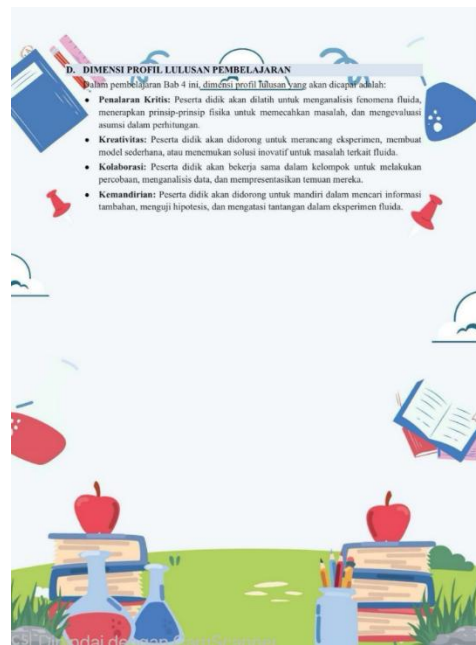 D. DIMENSI PROFIL LULUSAN PEMBELAJARAN
Dalam pembelajaran Bab 4 ini, dimensi profil lulusan yang akan dicapai adalah:
• Penalaran Kritis: Peserta didik akan dilatih untuk menganalisis fenomena fluida,
menerapkan prinsip-prinsip fisika untuk memecahkan masalah, dan mengevaluasi
asumsi dalam perhitungan.
• Kreativitas: Peserta didik akan didorong untuk merancang eksperimen, membuat
model sederhana, atau menemukan solusi inovatif untuk masalah terkait fluida.
• Kolaborasi: Peserta didik akan bekerja sama dalam kelompok untuk melakukan
percobaan, menganalisis data, dan mempresentasikan temuan mereka.
• Kemandirian: Peserta didik akan didorong untuk mandiri dalam mencari informasi
tambahan, menguji hipotesis, dan mengatasi tantangan dalam eksperimen fluida.
CS Dipindai dengan CamScanner